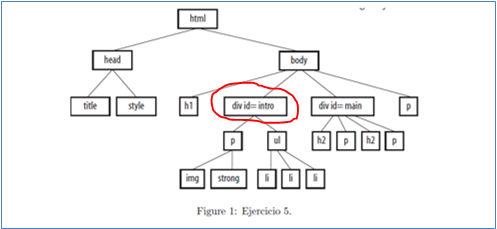 html
head
body
title
style
h1
div id= intro
div id= main
p
p
ul
h2
p
h2
p
img
strong
li
li
li
Figure 1: Ejercicio 5.